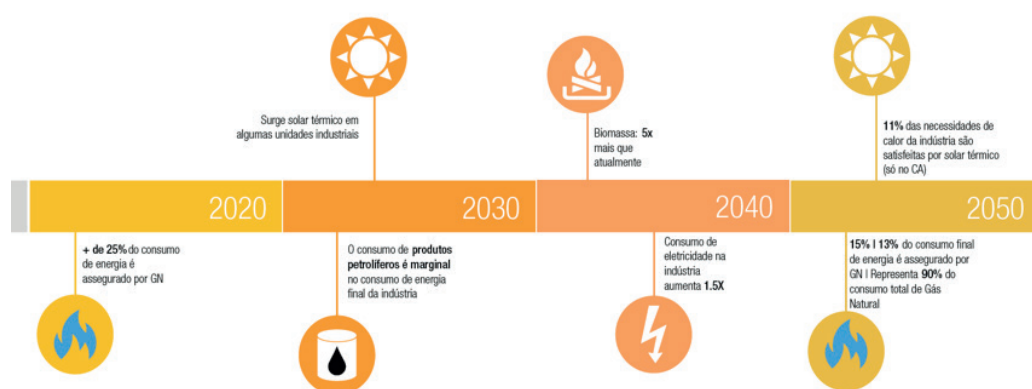 Surge solar térmico em
algumas unidades industriais
Biomassa: 5x
mais que
atualmente
11% das necessidades de
calor da indústria são
satisfeitas por solar térmico
(só no CA)
2020
2030
2040
2050
+ de 25% do consumo
de energia é
assegurado por GN
O consumo de produtos
petrolíferos é marginal
no consumo de energia
final da indústria
Consumo de
eletricidade na
indústria
aumenta 1.5X
15% I 13% do consumo final
de energia é assegurado por
GN I Representa 90% do
consumo total de Gás
Natural